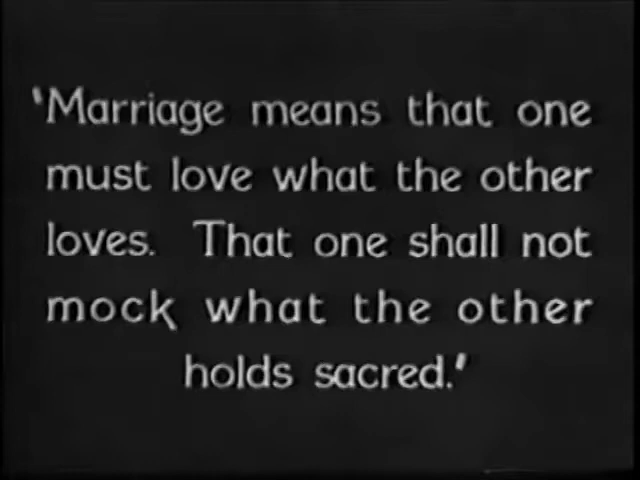 'Marriage means that one
must love what the other
loves. That one shall not
mock what the other
holds sacred.'